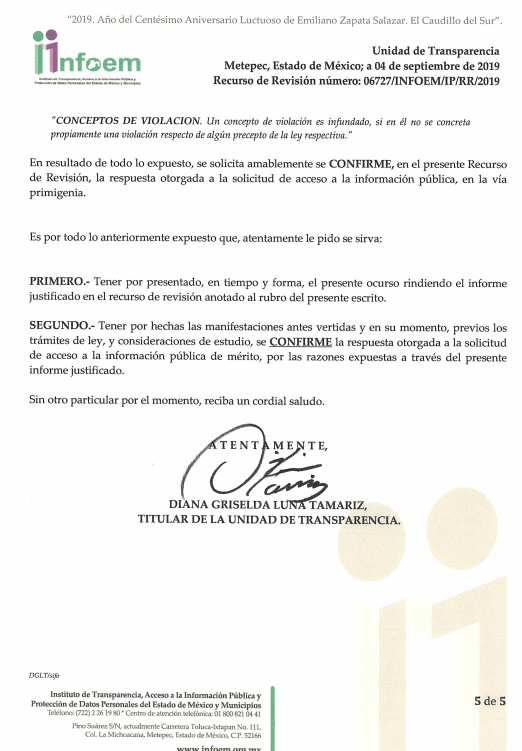 "2019. Año del Centésimo Aniversario Luctuoso de Emiliano Zapata Salazar. El Caudillo del Sur".
infoem
Instituto de Transparencia, Acceso a la Información Pública y
Protección de Datos Personales del Estado de México y Municipios
Unidad de Transparencia
Metepec, Estado de México; a 04 de septiembre de 2019
Recurso de Revisión número: 06727/INFOEM/IP/RR/2019
"CONCEPTOS DE VIOLACION. Un concepto de violación es infundado, si en él no se concreta
propiamente una violación respecto de algún precepto de la ley respectiva."
En resultado de todo lo expuesto, se solicita amablemente se CONFIRME, en el presente Recurso
de Revisión, la respuesta otorgada a la solicitud de acceso a la información pública, en la vía
primigenia.
Es por todo lo anteriormente expuesto que, atentamente le pido se sirva:
PRIMERO.- Tener por presentado, en tiempo y forma, el presente ocurso rindiendo el informe
justificado en el recurso de revisión anotado al rubro del presente escrito.
SEGUNDO.- Tener por hechas las manifestaciones antes vertidas y en su momento, previos los
trámites de ley, y consideraciones de estudio, se CONFIRME la respuesta otorgada a la solicitud
de acceso a la información pública de mérito, por las razones expuestas a través del presente
informe justificado.
Sin otro particular por el momento, reciba un cordial saludo.
ATENTAMENTE,
DIANA GRISELDA LUNA TAMARIZ,
TITULAR DE LA UNIDAD DE TRANSPARENCIA.
DGLT/sjfe
Instituto de Transparencia, Acceso a la Información Pública y
Protección de Datos Personales del Estado de México y Municipios
Teléfono: (722) 2 26 19 80 * Centro de atención telefónica: 01 800 821 04 41
Pino Suárez S/N, actualmente Carretera Toluca-Ixtapan No. 111,
Col. La Michoacana, Metepec, Estado de México, C.P. 52166
www.infoem.org.mx
5 de 5